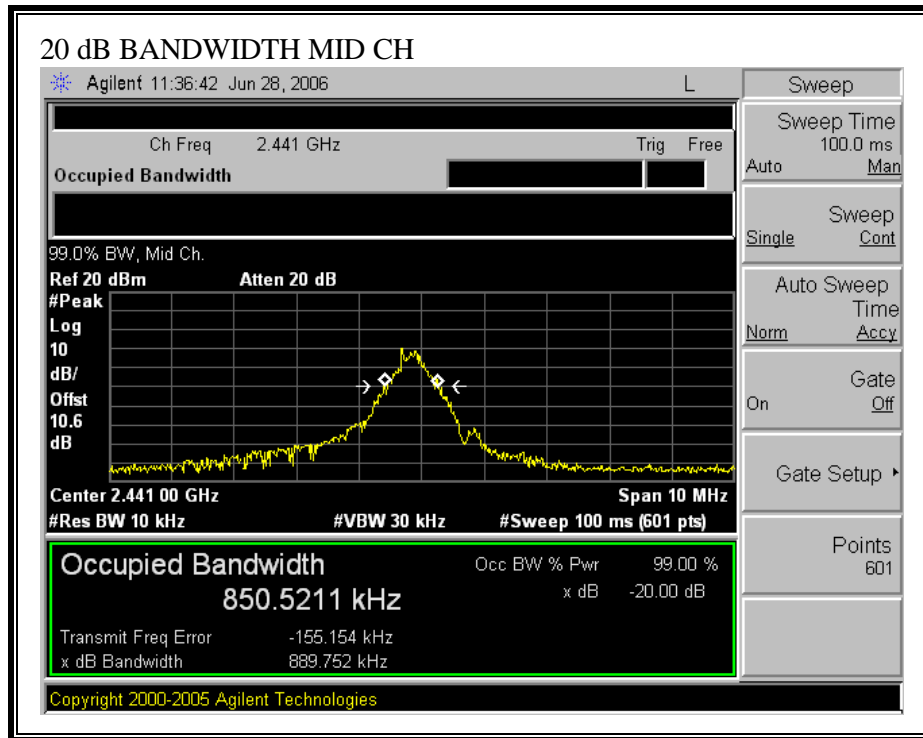 20 dB BANDWIDTH MID CH
Agilent 11:36:42 Jun 28, 2006 L
Ch Freq 2.441 GHz Trig Free
Occupied Bandwidth
99.0% BW, Mid Ch.
Ref 20 dBm Atten 20 dB
#Peak
Log
10
dB/
Offst
10.6
dB
Center 2.441 00 GHz Span 10 MHz
#Res BW 10 kHz #VBW 30 kHz #Sweep 100 ms (601 pts)
Occupied Bandwidth
850.5211 kHz
Occ BW % Pwr 99.00 %
x dB -20.00 dB
Transmit Freq Error -155.154 kHz
x dB Bandwidth 889.752 kHz
Copyright 2000-2005 Agilent Technologies
Sweep
Sweep Time
100.0 ms
Auto Man
Sweep
Single Cont
Auto Sweep
Time
Norm Accy
Gate
On Off
Gate Setup
Points
601